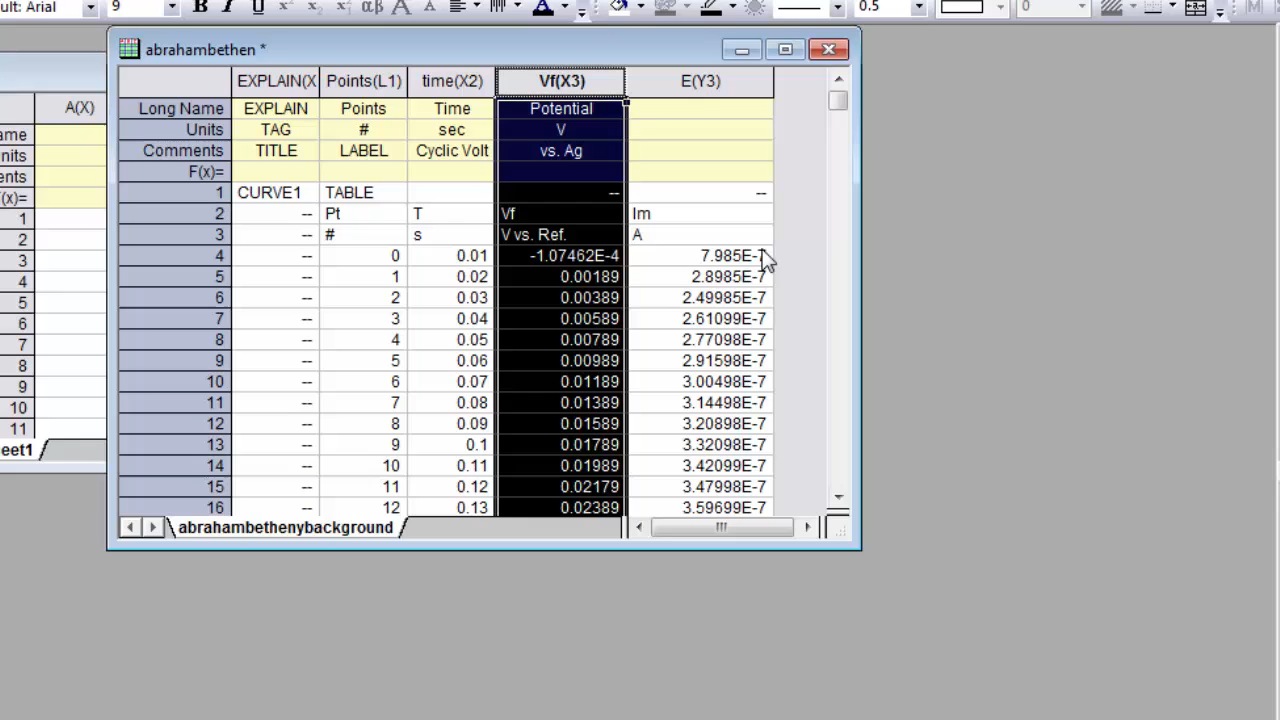 ult: Arial 9 B I U αβ A A A 0.5 0
abrahambethen *
EXPLAIN(X Points(L1) time(X2) Vf(X3) E(Y3)
Long Name EXPLAIN Points Time Potential
Units TAG # sec V
Comments TITLE LABEL Cyclic Volt vs. Ag
F(x)=
1 CURVE1 TABLE -- --
2 -- Pt T Vf Im
3 -- # s V vs. Ref. A
4 -- 0 0.01 -1.07462E-4 7.985E-7
5 -- 1 0.02 0.00189 2.8985E-7
6 -- 2 0.03 0.00389 2.49985E-7
7 -- 3 0.04 0.00589 2.61099E-7
8 -- 4 0.05 0.00789 2.77098E-7
9 -- 5 0.06 0.00989 2.91598E-7
10 -- 6 0.07 0.01189 3.00498E-7
11 -- 7 0.08 0.01389 3.14498E-7
12 -- 8 0.09 0.01589 3.20898E-7
13 -- 9 0.1 0.01789 3.32098E-7
14 -- 10 0.11 0.01989 3.42099E-7
15 -- 11 0.12 0.02179 3.47998E-7
16 -- 12 0.13 0.02389 3.59699E-7
abrahambethenybackground
A(X)
ame
nits
ents
F(x)=
1
2
3
4
5
6
7
8
9
10
11
eet1